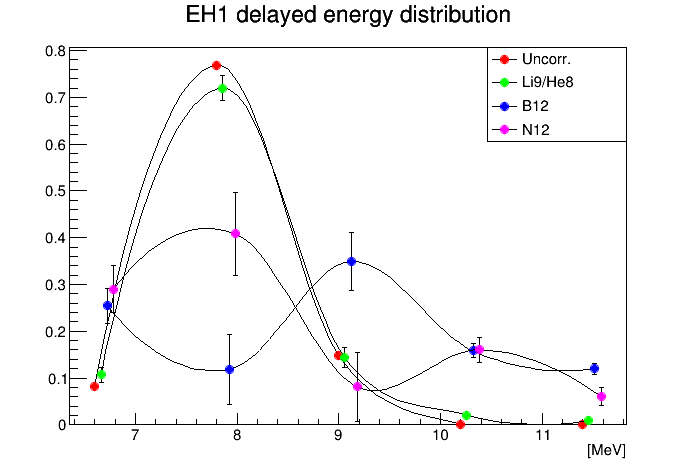 EH1 delayed energy distribution
Uncorr.
Li9/He8
B12
N12
0.8
0.7
0.6
0.5
0.4
0.3
0.2
0.1
0
7 8 9 10 11
[MeV]